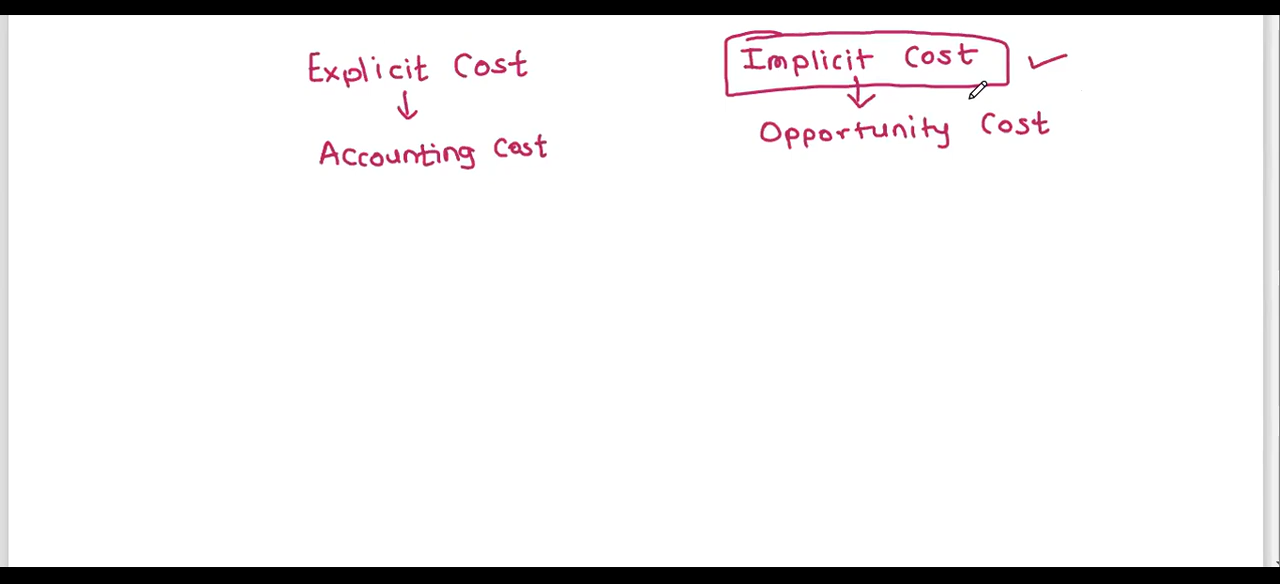 Explicit Cost
Implicit Cost
Accounting Cost
Opportunity Cost